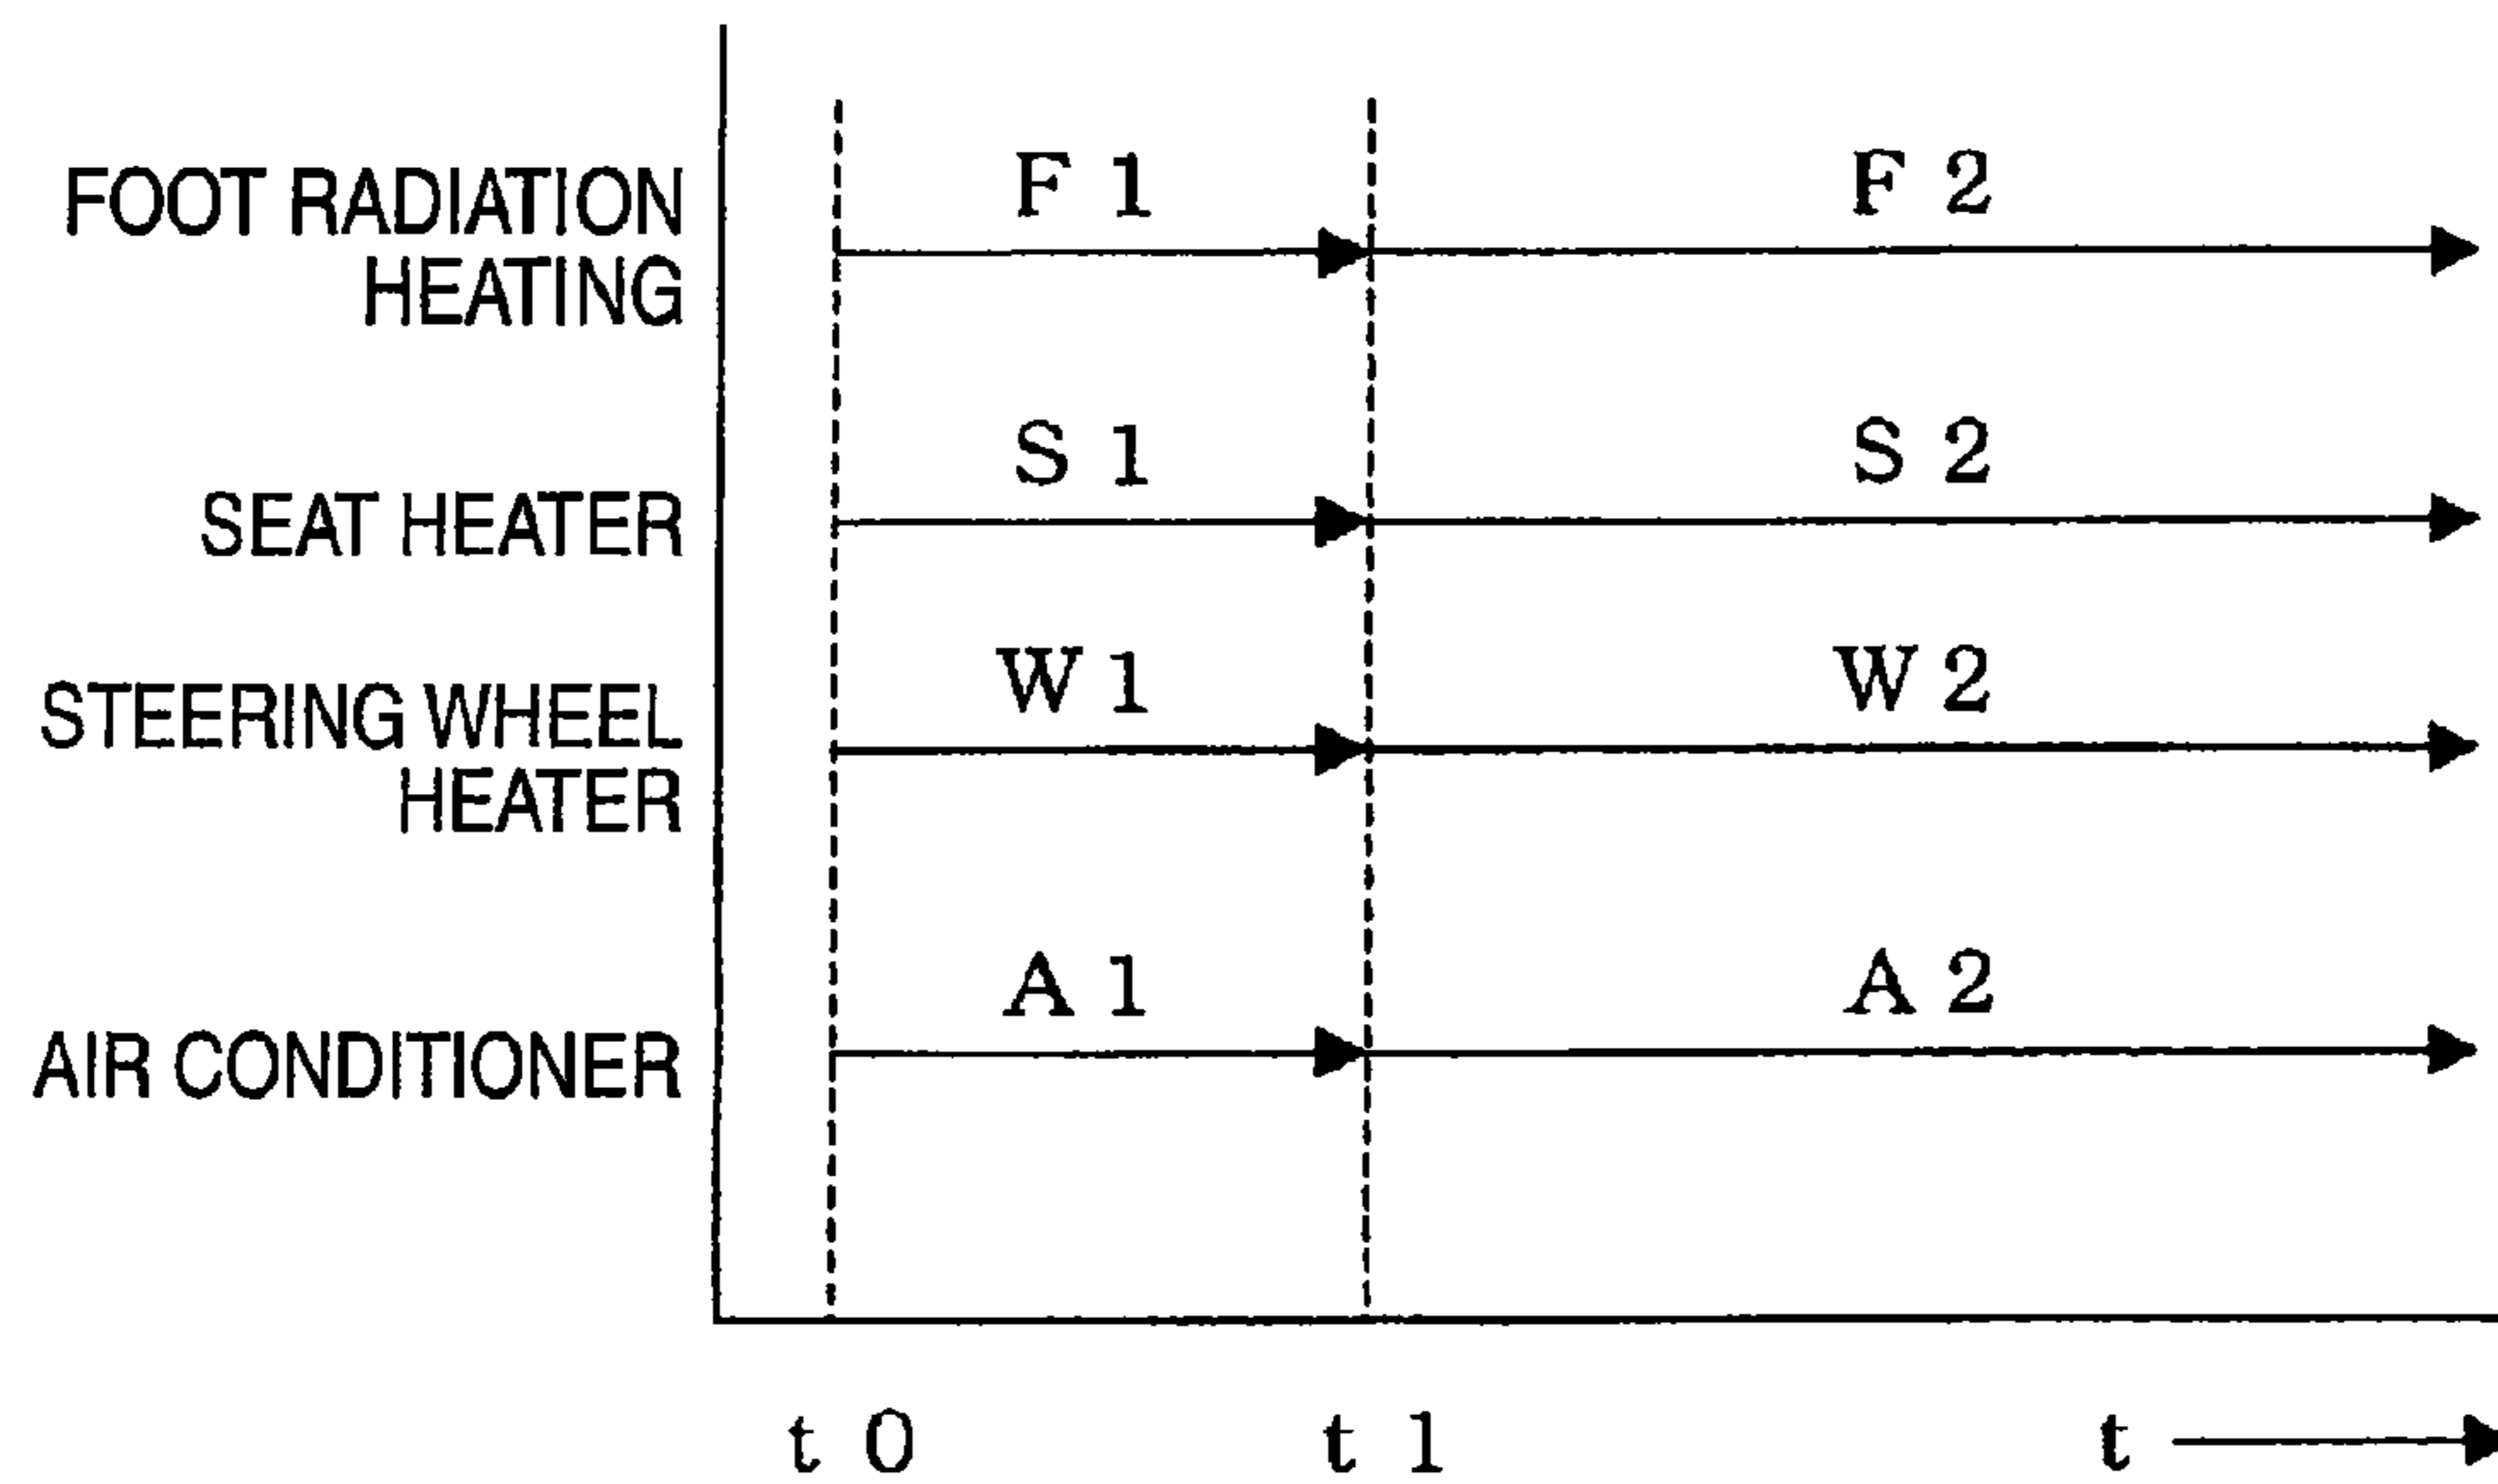 F 1 F 2
FOOT RADIATION
HEATING
S 1 S 2
SEAT HEATER
W 1 W 2
STEERING WHEEL
HEATER
A 1 A 2
AIR CONDITIONER
t 0 t 1 t